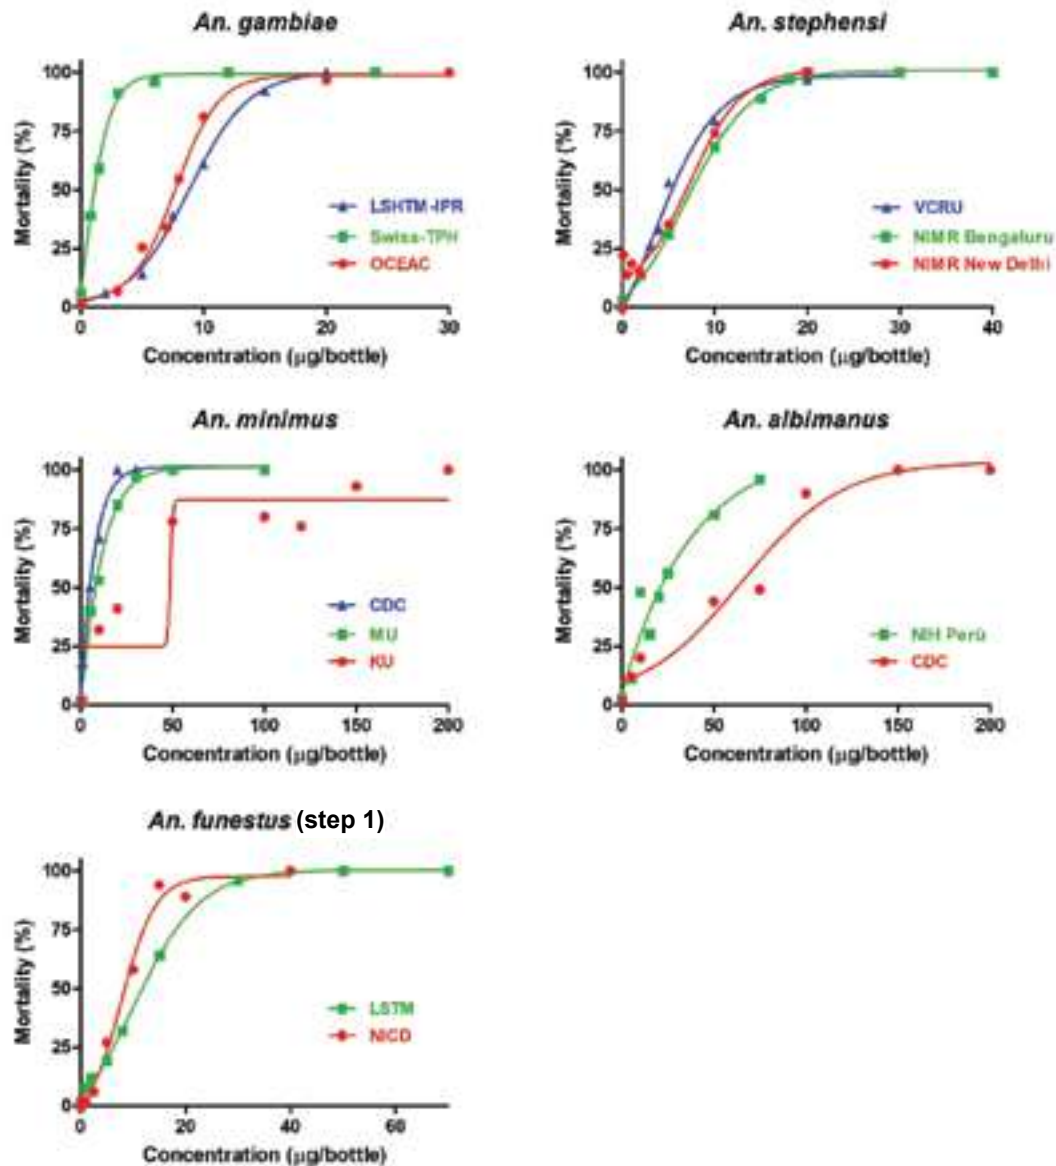 An. gambiae
Mortality (%)
100
75
50
25
0
0 10 20 30
Concentration (µg/bottle)
LSHTM-IPR
Swiss-TPH
OCEAC
An. stephensi
Mortality (%)
100
75
50
25
0
0 10 20 30 40
Concentration (µg/bottle)
VCRU
NIMR Bengaluru
NIMR New Delhi
An. minimus
Mortality (%)
100
75
50
25
0
0 50 100 150 200
Concentration (µg/bottle)
CDC
MU
KU
An. albimanus
Mortality (%)
100
75
50
25
0
0 50 100 150 200
Concentration (µg/bottle)
NIH Perù
CDC
An. funestus (step 1)
Mortality (%)
100
75
50
25
0
0 20 40 60
Concentration (µg/bottle)
LSTM
NICD